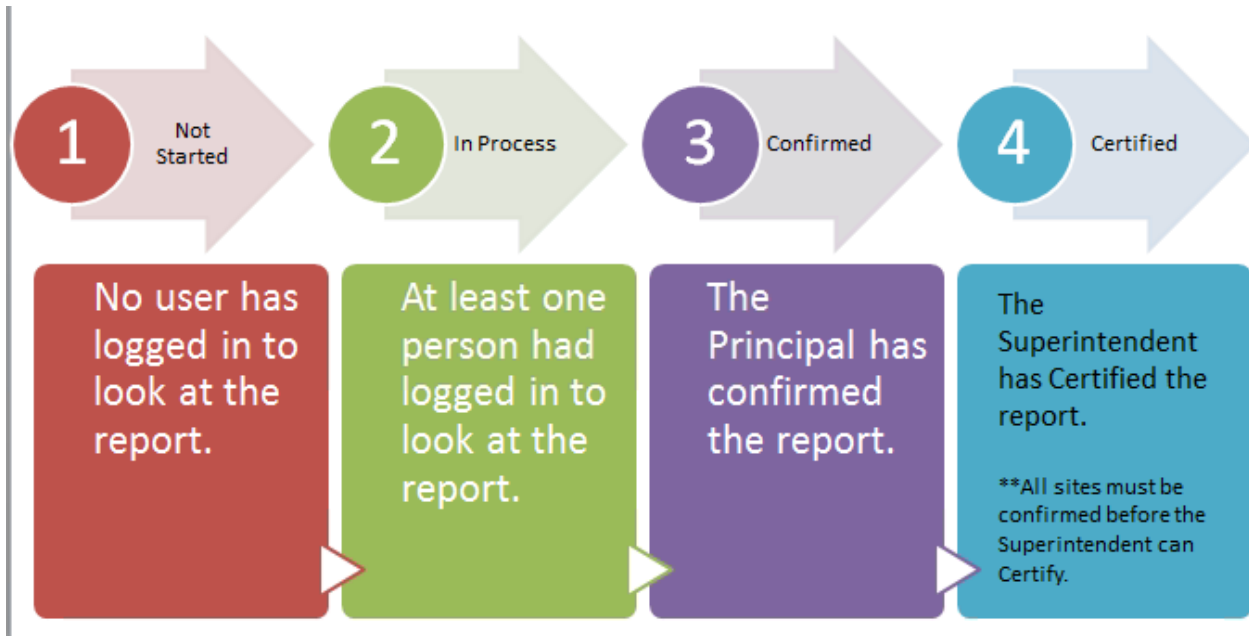 1
Not
Started
2
In Process
3
Confirmed
4
Certified
No user has
logged in to
look at the
report.
At least one
person had
logged in to
look at the
report.
The
Principal has
confirmed
the report.
The
Superintendent
has Certified the
report.
**All sites must be
confirmed before the
Superintendent can
Certify.